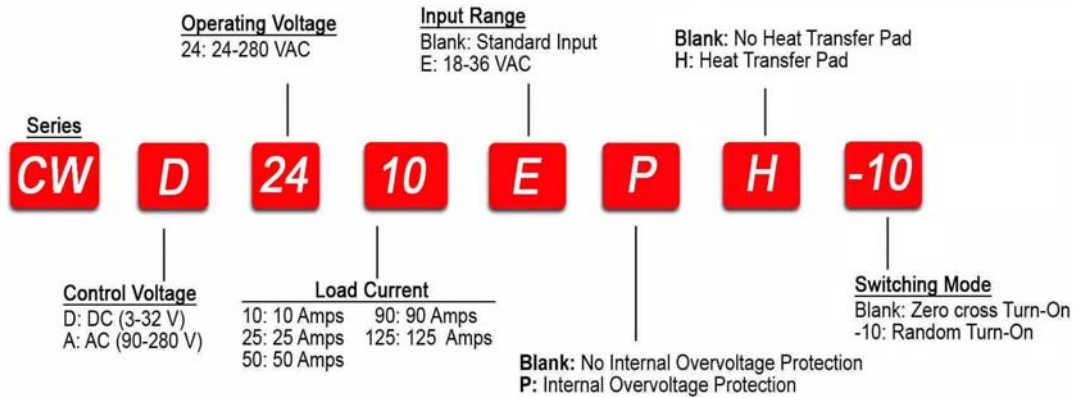 Operating Voltage
24: 24-280 VAC
Input Range
Blank: Standard Input
E: 18-36 VAC
Blank: No Heat Transfer Pad
H: Heat Transfer Pad
Series
CW D 24 10 E P H -10
Control Voltage
D: DC (3-32 V)
A: AC (90-280 V)
Load Current
10: 10 Amps 90: 90 Amps
25: 25 Amps 125: 125 Amps
50: 50 Amps
Blank: No Internal Overvoltage Protection
P: Internal Overvoltage Protection
Switching Mode
Blank: Zero cross Turn-On
-10: Random Turn-On